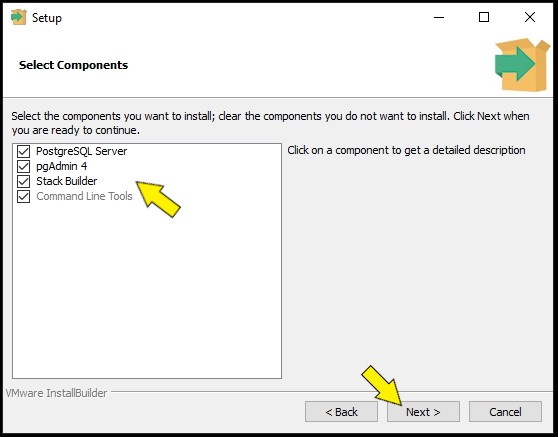 Setup
Select Components
Select the components you want to install; clear the components you do not want to install. Click Next when
you are ready to continue.
PostgreSQL Server
pgAdmin 4
Stack Builder
Command Line Tools
Click on a component to get a detailed description
VMware InstallBuilder
< Back
Next >
Cancel